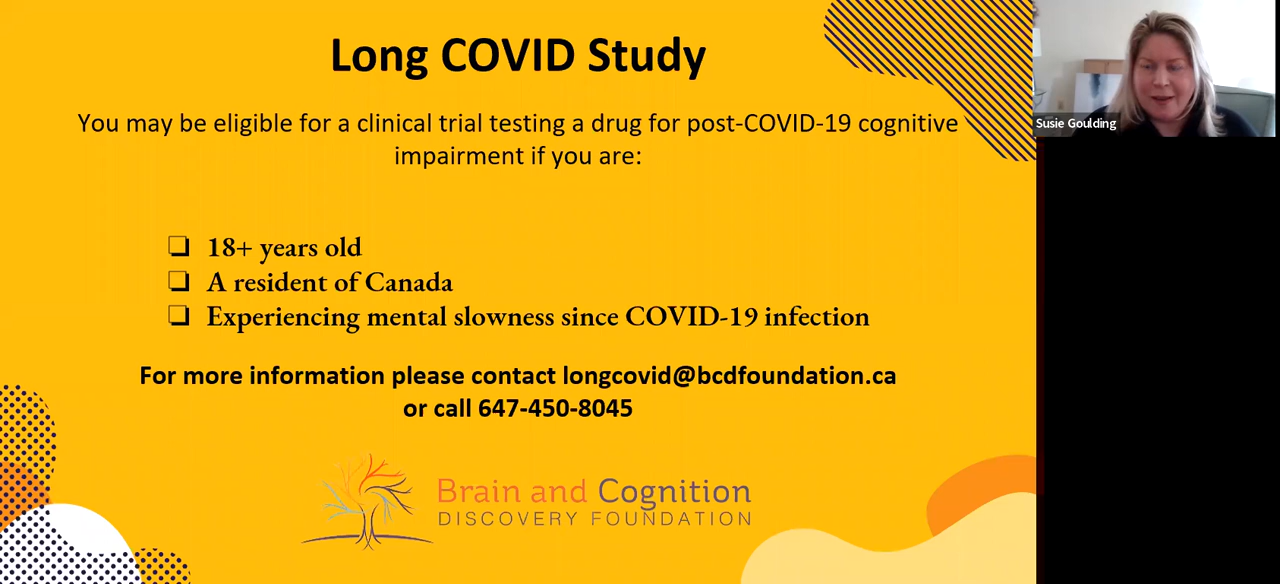 Long COVID Study
You may be eligible for a clinical trial testing a drug for post-COVID-19 cognitive
impairment if you are:
❏ 18+ years old
❏ A resident of Canada
❏ Experiencing mental slowness since COVID-19 infection
For more information please contact longcovid@bcdfoundation.ca
or call 647-450-8045
Brain and Cognition
DISCOVERY FOUNDATION
Susie Goulding